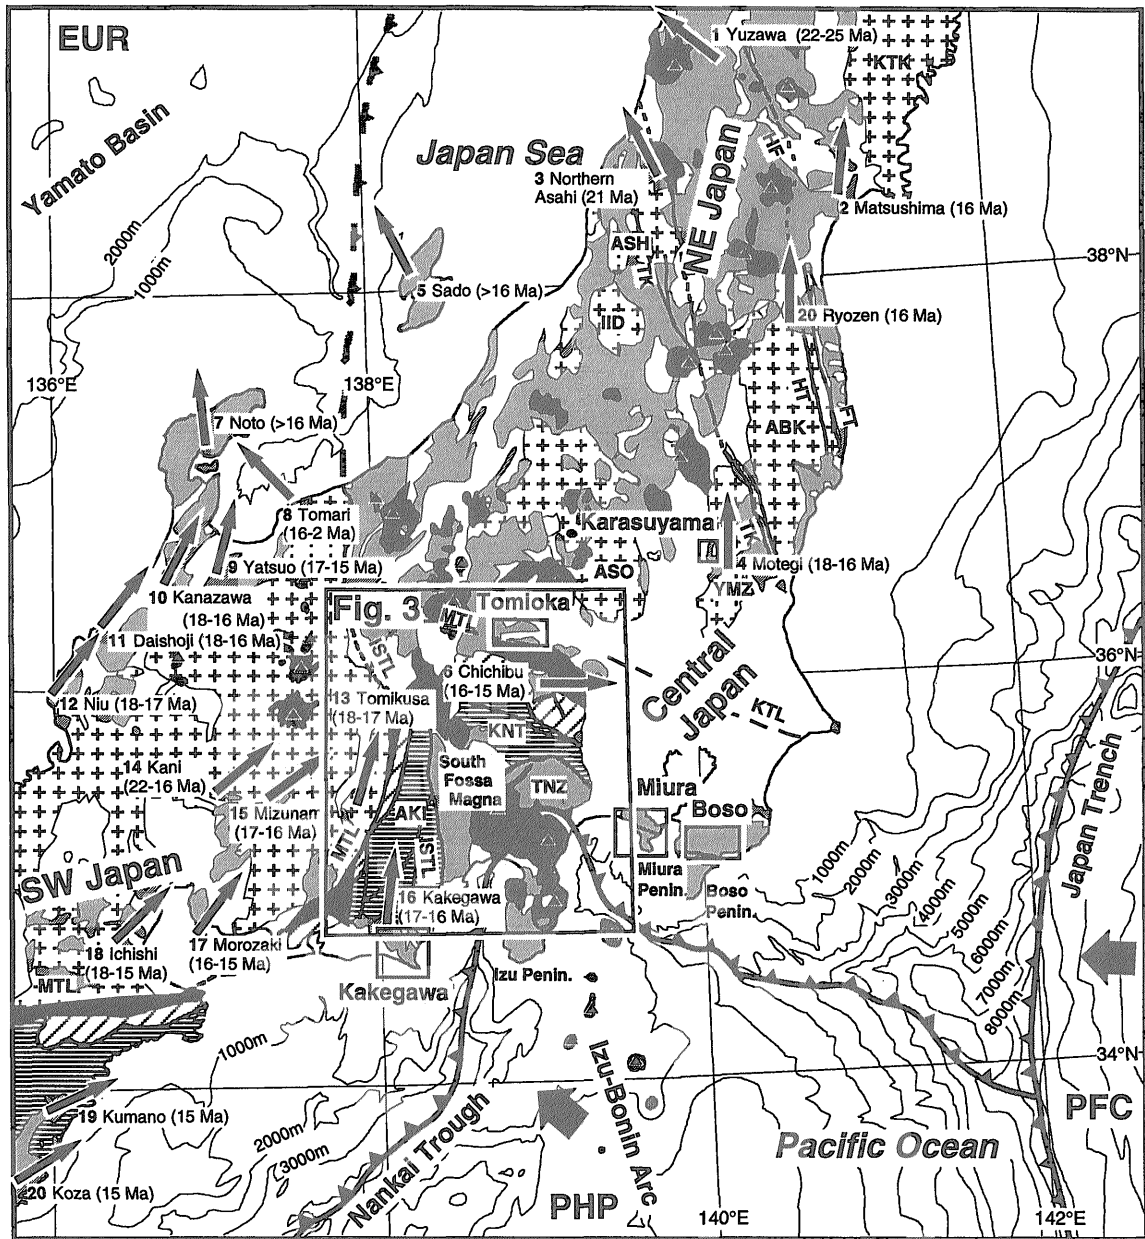 EUR
1 Yuzawa (22-25 Ma)
KTK
Yamato Basin
Japan Sea
HF
NE Japan
3 Northern
Asahi (21 Ma)
2 Matsushima (16 Ma)
2000m
1000m
ASH
TK
38°N
5 Sado (>16 Ma)
IID
20 Ryozen (16 Ma)
136°E
138°E
HT
FT
7 Noto (>16 Ma)
ABK
8 Tomari
(16-2 Ma)
Karasuyama
TK
9 Yatsuo (17-15 Ma)
ASO
4 Motegi (18-16 Ma)
YMZ
10 Kanazawa
(18-16 Ma)
Fig. 3
MTL
Tomioka
11 Daishoji (18-16 Ma)
ISTL
36°N
6 Chichibu
(16-15 Ma)
Central
Japan
12 Niu (18-17 Ma)
13 Tomikusa
(18-17 Ma)
KTL
KNT
14 Kani
(22-16 Ma)
South
Fossa
Magna
TNZ
Miura
Boso
15 Mizunami
(17-16 Ma)
MTL
AKI
ISTL
Japan Trench
SW Japan
Miura
Penin.
Boso
Penin.
1000m
2000m
3000m
4000m
5000m
6000m
7000m
8000m
16 Kakegawa
(17-16 Ma)
17 Morozaki
(16-15 Ma)
18 Ichishi
(18-15 Ma)
MTL
Izu Penin.
Kakegawa
1000m
34°N
Izu-Bonin Arc
19 Kumano (15 Ma)
PFC
2000m
3000m
Nankai Trough
Pacific Ocean
20 Koza (15 Ma)
PHP
140°E
142°E